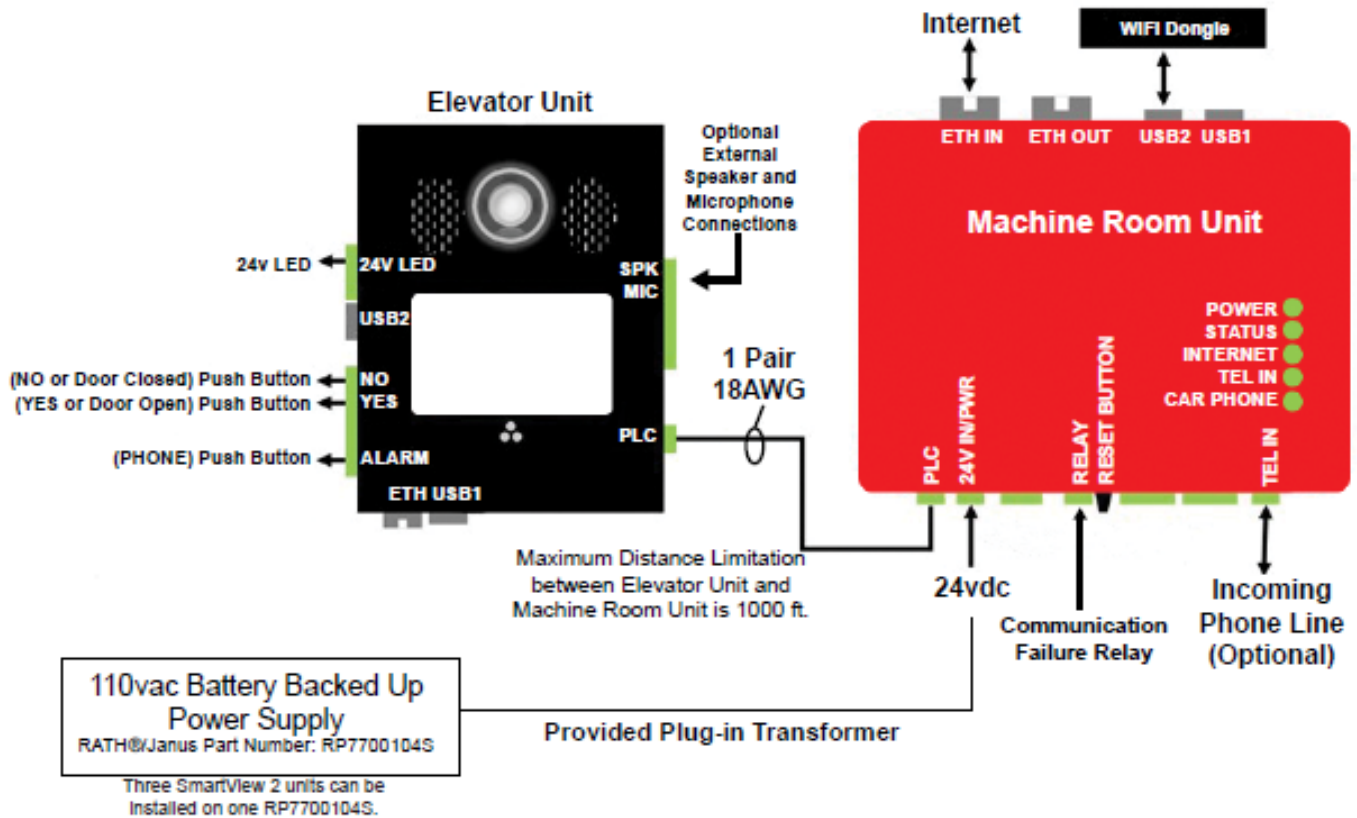 Internet
WIFI Dongle
Elevator Unit
ETH IN
ETH OUT
USB2
USB1
Optional
External
Speaker and
Microphone
Connections
Machine Room Unit
24v LED
24V LED
SPK
MIC
USB2
POWER
STATUS
INTERNET
TEL IN
CAR PHONE
1 Pair
18AWG
(NO or Door Closed) Push Button
NO
(YES or Door Open) Push Button
YES
PLC
(PHONE) Push Button
ALARM
ETH USB1
PLC
24V IN/PWR
RELAY
RESET BUTTON
TEL IN
Maximum Distance Limitation
between Elevator Unit and
Machine Room Unit is 1000 ft.
24vdc
Communication
Failure Relay
Incoming
Phone Line
(Optional)
110vac Battery Backed Up
Power Supply
RATH®/Janus Part Number: RP7700104S
Provided Plug-in Transformer
Three SmartView 2 units can be
installed on one RP7700104S.